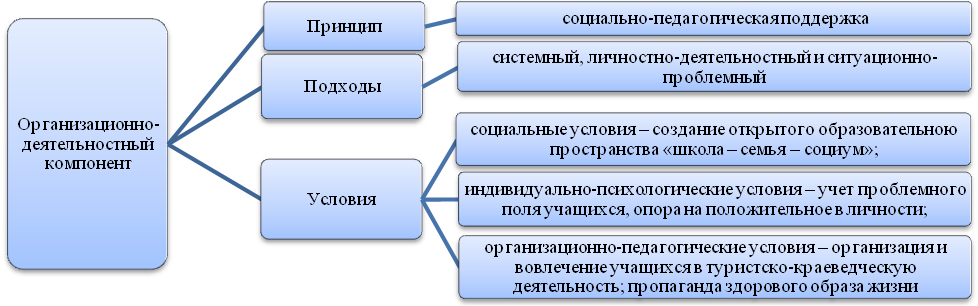 Организационно-
деятельностный
компонент
Принцип
социально-педагогическая поддержка
Подходы
системный, личностно-деятельностный и ситуационно-
проблемный
Условия
социальные условия – создание открытого образовательною
пространства «школа – семья – социум»;
индивидуально-психологические условия – учет проблемного
поля учащихся, опора на положительное в личности;
организационно-педагогические условия – организация и
вовлечение учащихся в туристско-краеведческую
деятельность; пропаганда здорового образа жизни